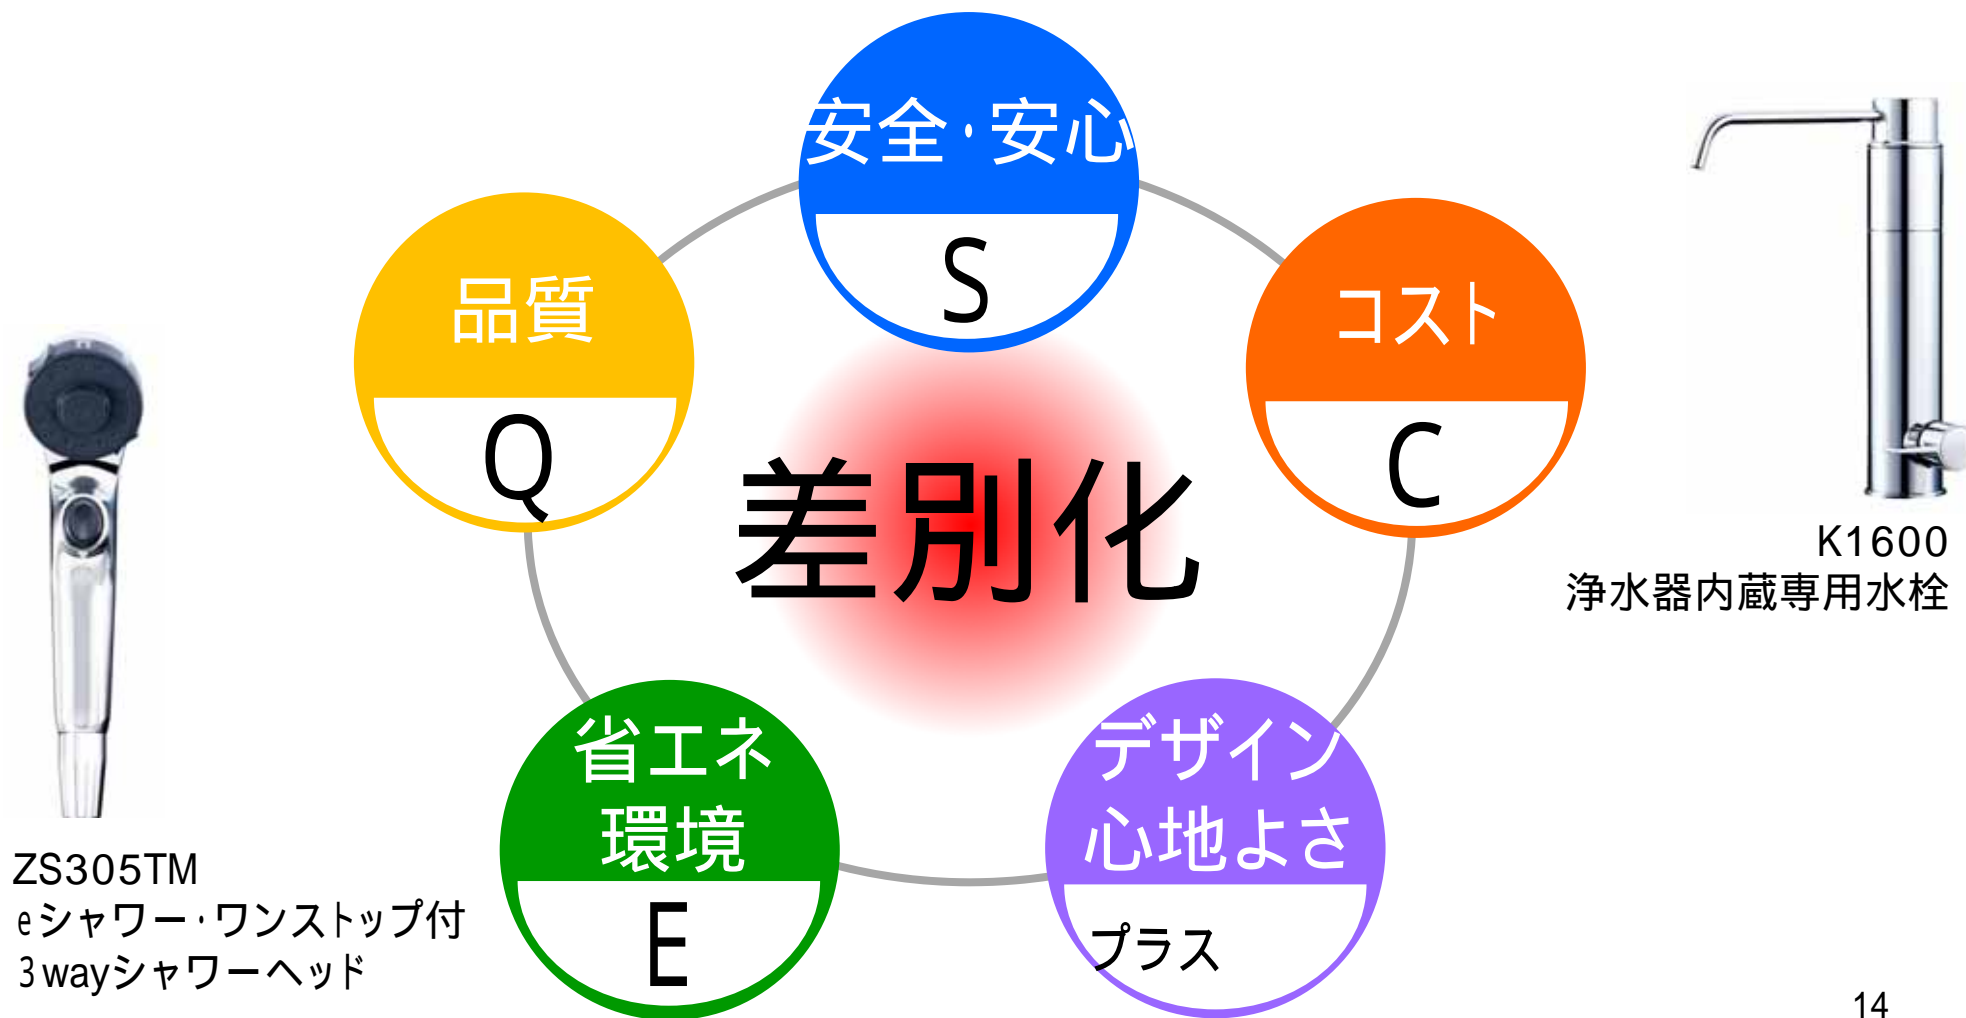 安全・安心
S
品質
Q
コスト
C
差別化
省エネ
環境
E
デザイン
心地よさ
プラス
K1600
浄水器内蔵専用水栓
ZS305TM
eシャワー・ワンストップ付
3wayシャワーヘッド
14